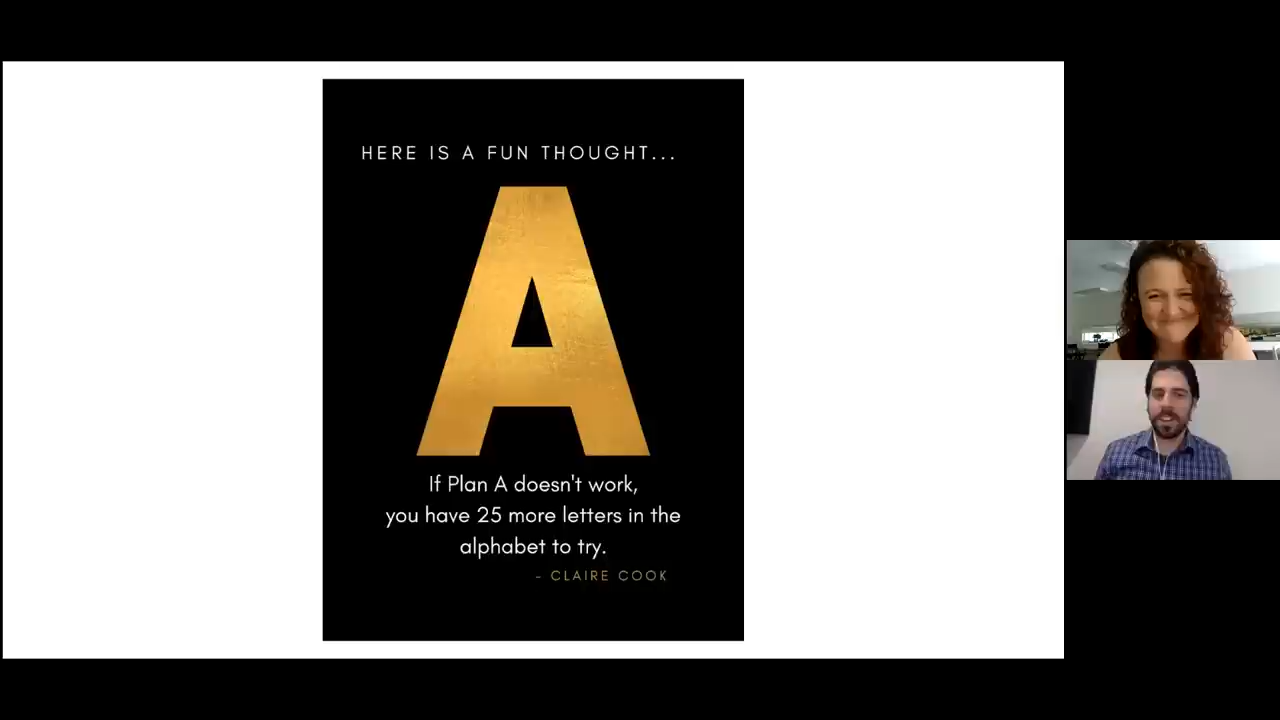 HERE IS A FUN THOUGHT...
A
If Plan A doesn't work,
you have 25 more letters in the
alphabet to try.
- CLAIRE COOK